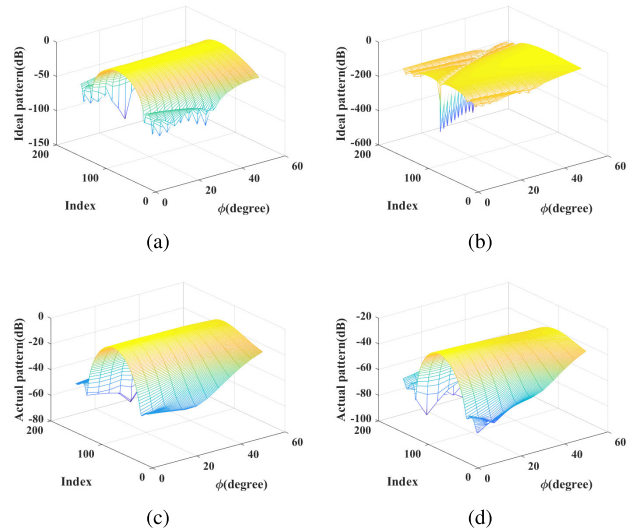 Ideal pattern(dB)
0
-50
-100
-150
200
100
0
Index
0
20
40
60
ϕ(degree)
(a)
Ideal pattern(dB)
0
-200
-400
-600
200
100
0
Index
0
20
40
60
ϕ(degree)
(b)
Actual pattern(dB)
0
-20
-40
-60
-80
200
100
0
Index
0
20
40
60
ϕ(degree)
(c)
Actual pattern(dB)
-20
-40
-60
-80
-100
200
100
0
Index
0
20
40
60
ϕ(degree)
(d)